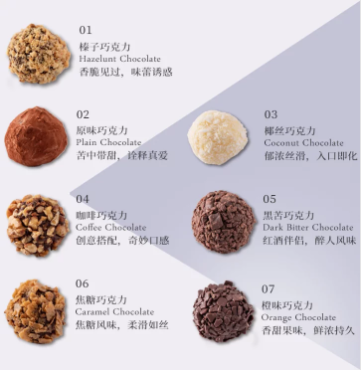 01
榛子巧克力
Hazelunt Chocolate
香脆见过，味蕾诱惑
02
原味巧克力
Plain Chocolate
苦中带甜，诠释真爱
03
椰丝巧克力
Coconut Chocolate
郁浓丝滑，入口即化
04
咖啡巧克力
Coffee Chocolate
创意搭配，奇妙口感
05
黑苦巧克力
Dark Bitter Chocolate
红酒伴侣，醉人风味
06
焦糖巧克力
Caramel Chocolate
焦糖风味，柔滑如丝
07
橙味巧克力
Orange Chocolate
香甜果味，鲜浓持久